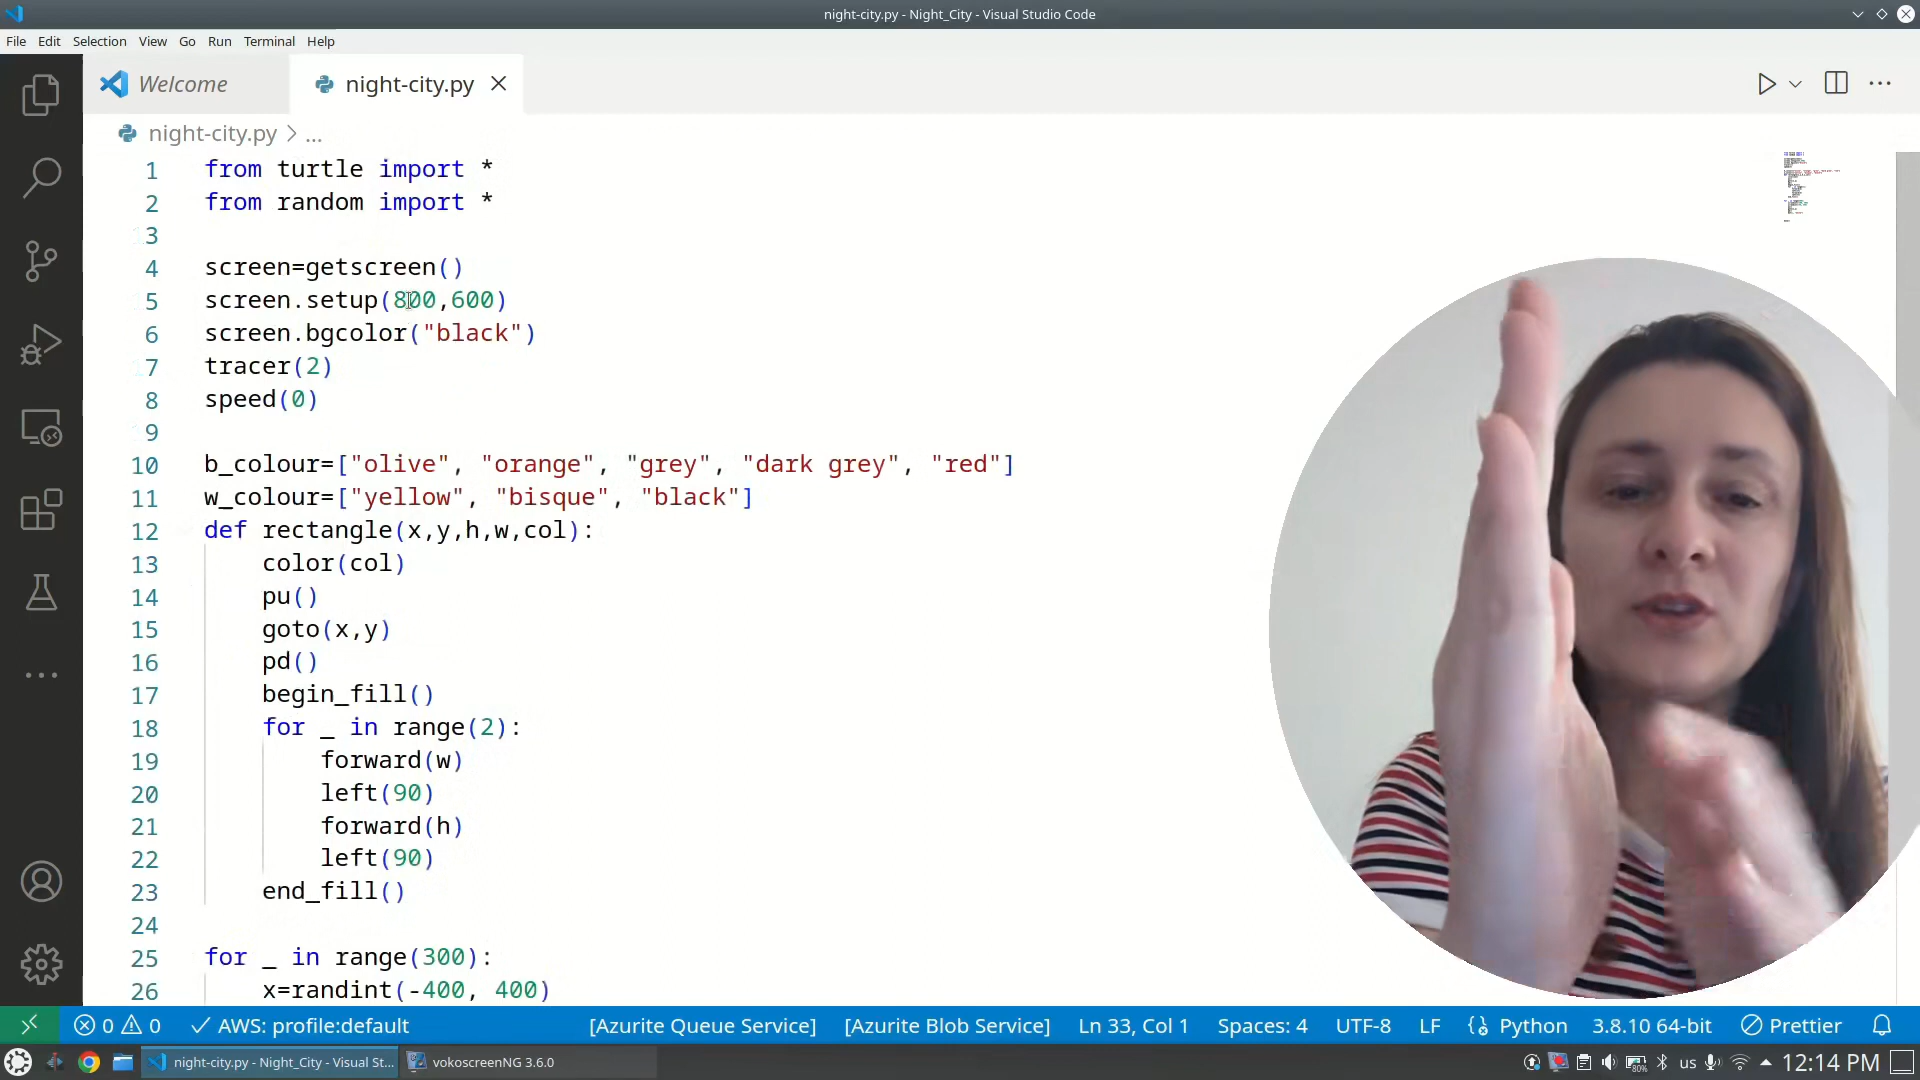 night-city.py - Night_City - Visual Studio Code
File Edit Selection View Go Run Terminal Help
Welcome
night-city.py
night-city.py > ...
1 from turtle import *
2 from random import *
3
4 screen=getscreen()
5 screen.setup(800,600)
6 screen.bgcolor("black")
7 tracer(2)
8 speed(0)
9
10 b_colour=["olive", "orange", "grey", "dark grey", "red"]
11 w_colour=["yellow", "bisque", "black"]
12 def rectangle(x,y,h,w,col):
13 color(col)
14 pu()
15 goto(x,y)
16 pd()
17 begin_fill()
18 for _ in range(2):
19 forward(w)
20 left(90)
21 forward(h)
22 left(90)
23 end_fill()
24
25 for _ in range(300):
26 x=randint(-400, 400)
0 0 AWS: profile:default [Azurite Queue Service] [Azurite Blob Service] Ln 33, Col 1 Spaces: 4 UTF-8 LF Python 3.8.10 64-bit Prettier
night-city.py - Night_City - Visual St... vokoscreenNG 3.6.0 80% us 12:14 PM